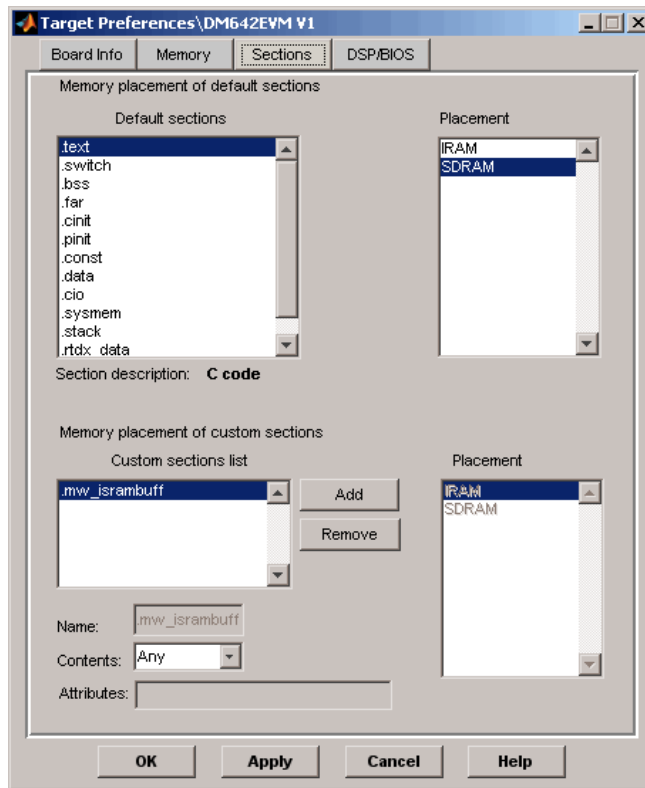 Target Preferences\DM642EVM V1
Board Info Memory Sections DSP/BIOS
Memory placement of default sections
Default sections Placement
.text IRAM
.switch SDRAM
.bss
.far
.cinit
.pinit
.const
.data
.cio
.sysmem
.stack
.rtdx_data
Section description: C code
Memory placement of custom sections
Custom sections list Placement
.mw_isrambuff Add IRAM
SDRAM
Remove
Name: .mw_isrambuff
Contents: Any
Attributes:
OK Apply Cancel Help